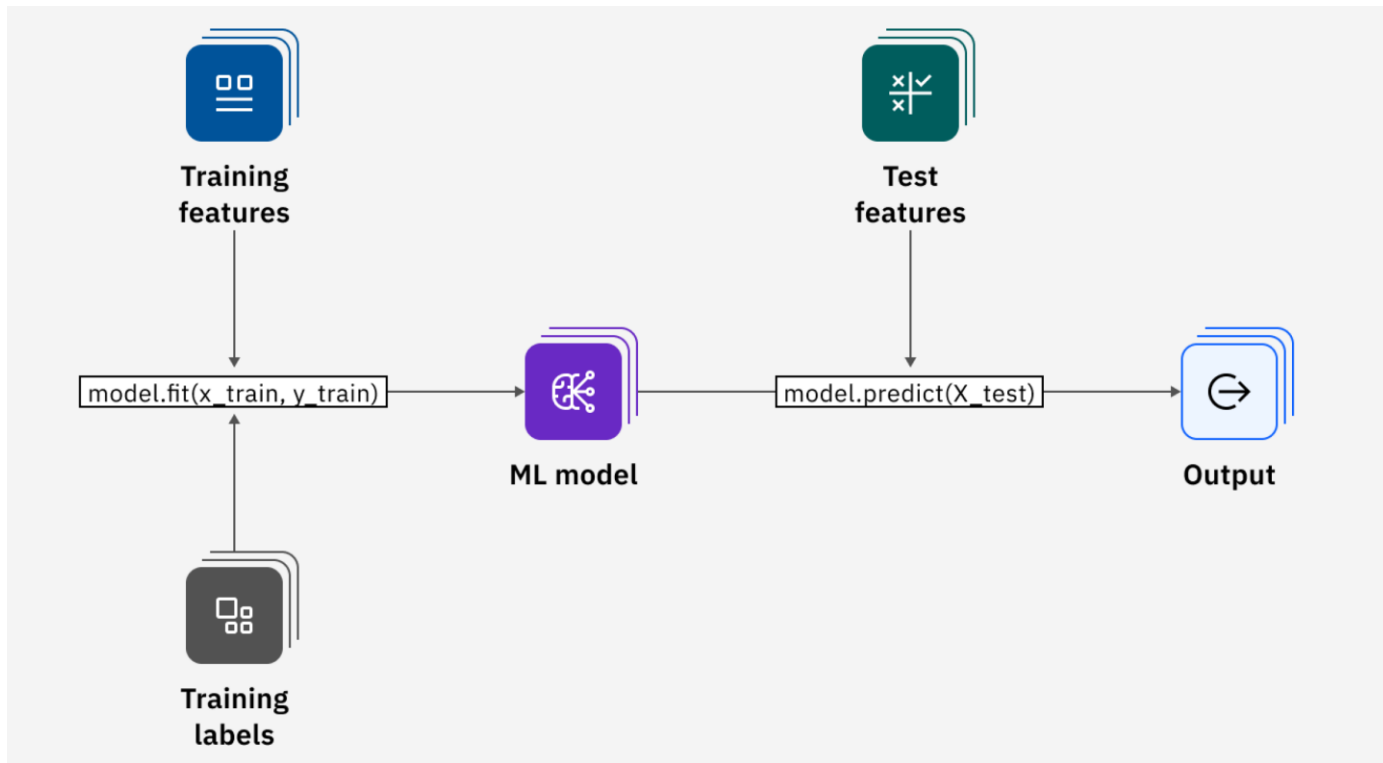 Training
features
Test
features
model.fit(x_train, y_train)
model.predict(X_test)
ML model
Output
Training
labels